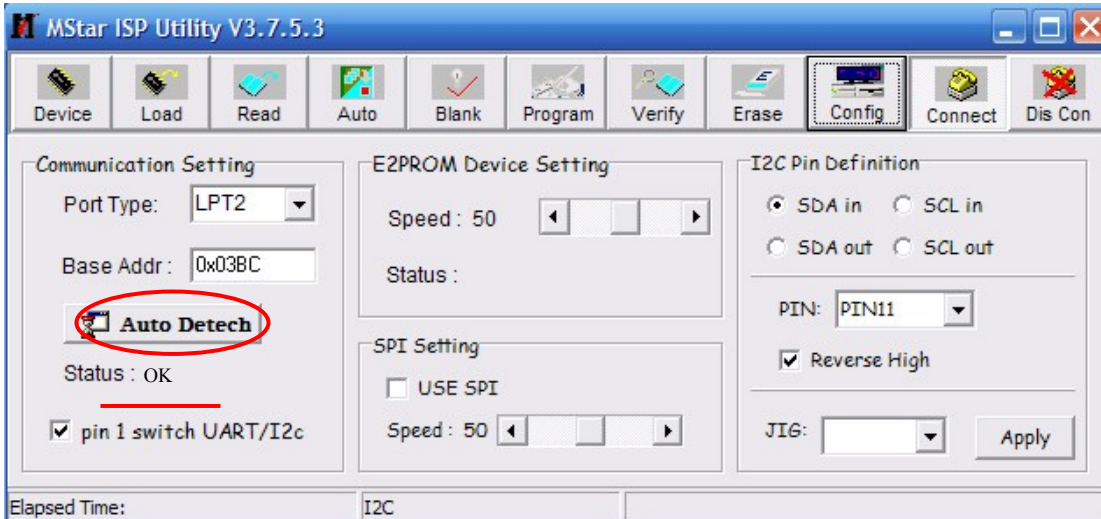 MStar ISP Utility V3.7.5.3
Device Load Read Auto Blank Program Verify Erase Config Connect Dis Con
Communication Setting
Port Type: LPT2
Base Addr : 0x03BC
Auto Detech
Status : OK
pin 1 switch UART/I2c
E2PROM Device Setting
Speed : 50
Status :
SPI Setting
USE SPI
Speed : 50
I2C Pin Definition
SDA in SCL in
SDA out SCL out
PIN: PIN11
Reverse High
JIG: Apply
Elapsed Time: I2C